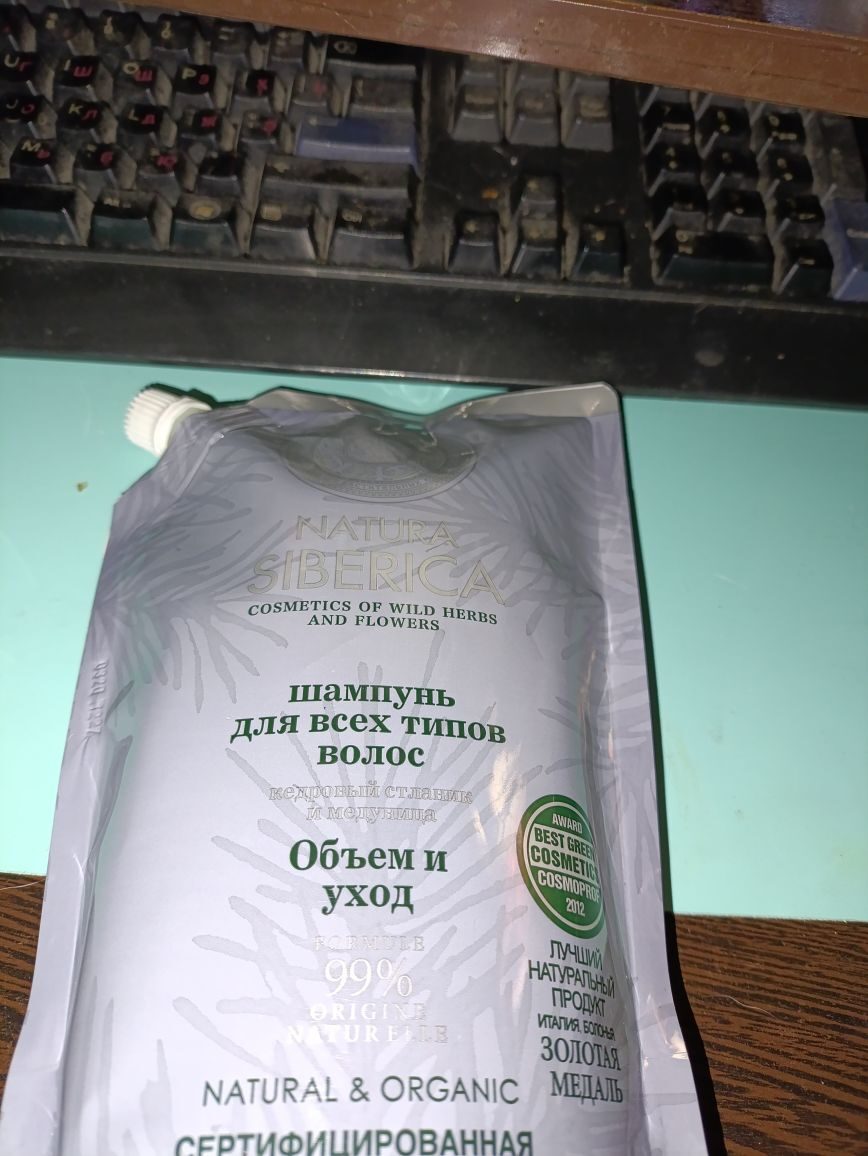 NATURA
SIBERICA
COSMETICS OF WILD HERBS
AND FLOWERS
шампунь
для всех типов
волос
кедровый стланик
и медуница
Объем и
уход
FORMULE
99%
ORIGINE
NATURELLE
AWARD
BEST GREEN
COSMETIC
COSMOPROF
2012
ЛУЧШИЙ
НАТУРАЛЬНЫЙ
ПРОДУКТ
ИТАЛИЯ, БОЛОНЬЯ
ЗОЛОТАЯ
МЕДАЛЬ
NATURAL & ORGANIC
СЕРТИФИЦИРОВАННАЯ